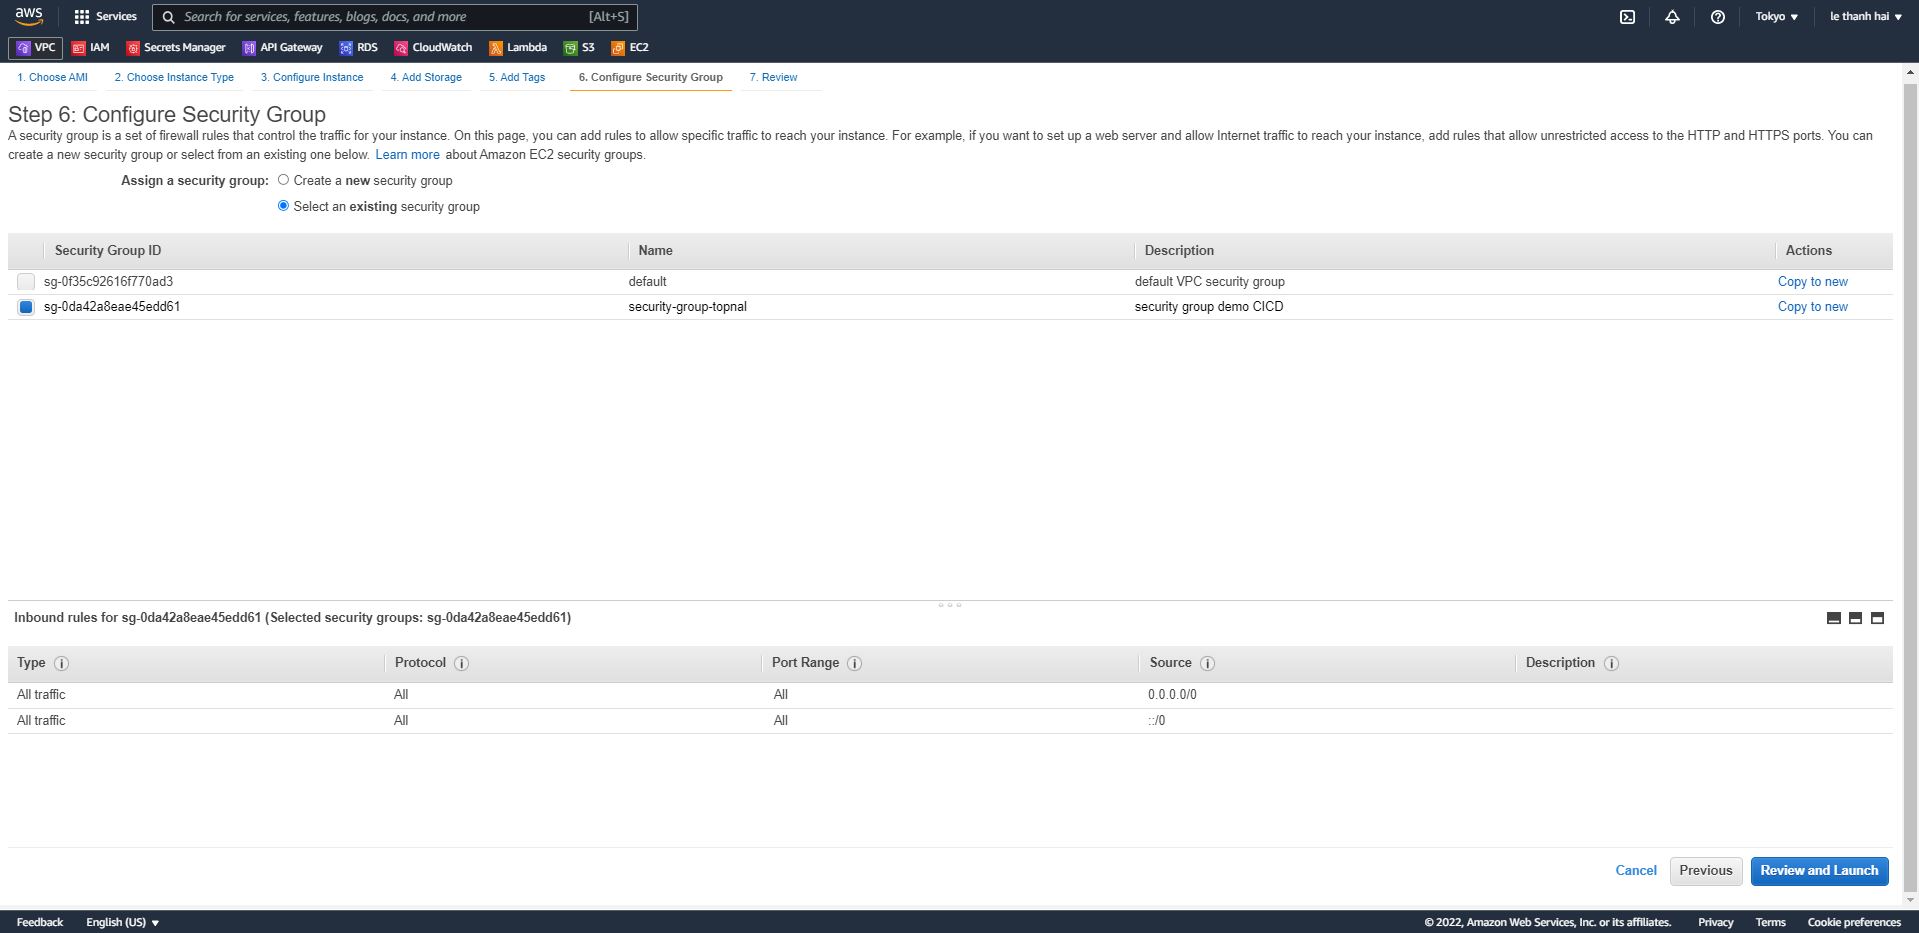 aws Services Search for services, features, blogs, docs, and more [Alt+S] Tokyo ▼ le thanh hai ▼
VPC IAM Secrets Manager API Gateway RDS CloudWatch Lambda S3 EC2
1. Choose AMI 2. Choose Instance Type 3. Configure Instance 4. Add Storage 5. Add Tags 6. Configure Security Group 7. Review
Step 6: Configure Security Group
A security group is a set of firewall rules that control the traffic for your instance. On this page, you can add rules to allow specific traffic to reach your instance. For example, if you want to set up a web server and allow Internet traffic to reach your instance, add rules that allow unrestricted access to the HTTP and HTTPS ports. You can
create a new security group or select from an existing one below. Learn more about Amazon EC2 security groups.
Assign a security group: Create a new security group
Select an existing security group
Security Group ID Name Description Actions
sg-0f35c92616f770ad3 default default VPC security group Copy to new
sg-0da42a8eae45edd61 security-group-topnal security group demo CICD Copy to new
Inbound rules for sg-0da42a8eae45edd61 (Selected security groups: sg-0da42a8eae45edd61)
Type i Protocol i Port Range i Source i Description i
All traffic All All 0.0.0.0/0
All traffic All All ::/0
Cancel Previous Review and Launch
Feedback English (US) ▼ © 2022, Amazon Web Services, Inc. or its affiliates. Privacy Terms Cookie preferences